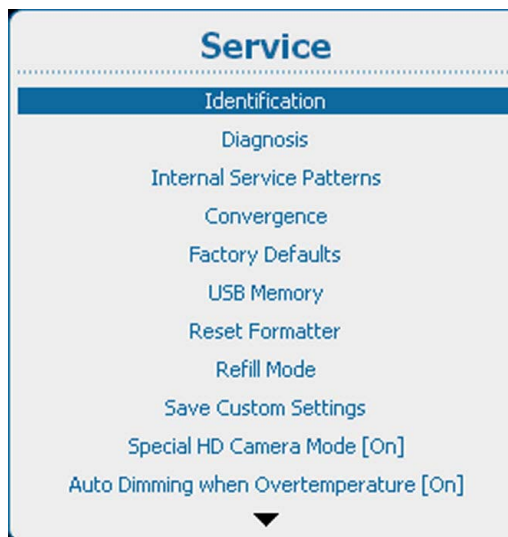 Service
Identification
Diagnosis
Internal Service Patterns
Convergence
Factory Defaults
USB Memory
Reset Formatter
Refill Mode
Save Custom Settings
Special HD Camera Mode [On]
Auto Dimming when Overtemperature [On]